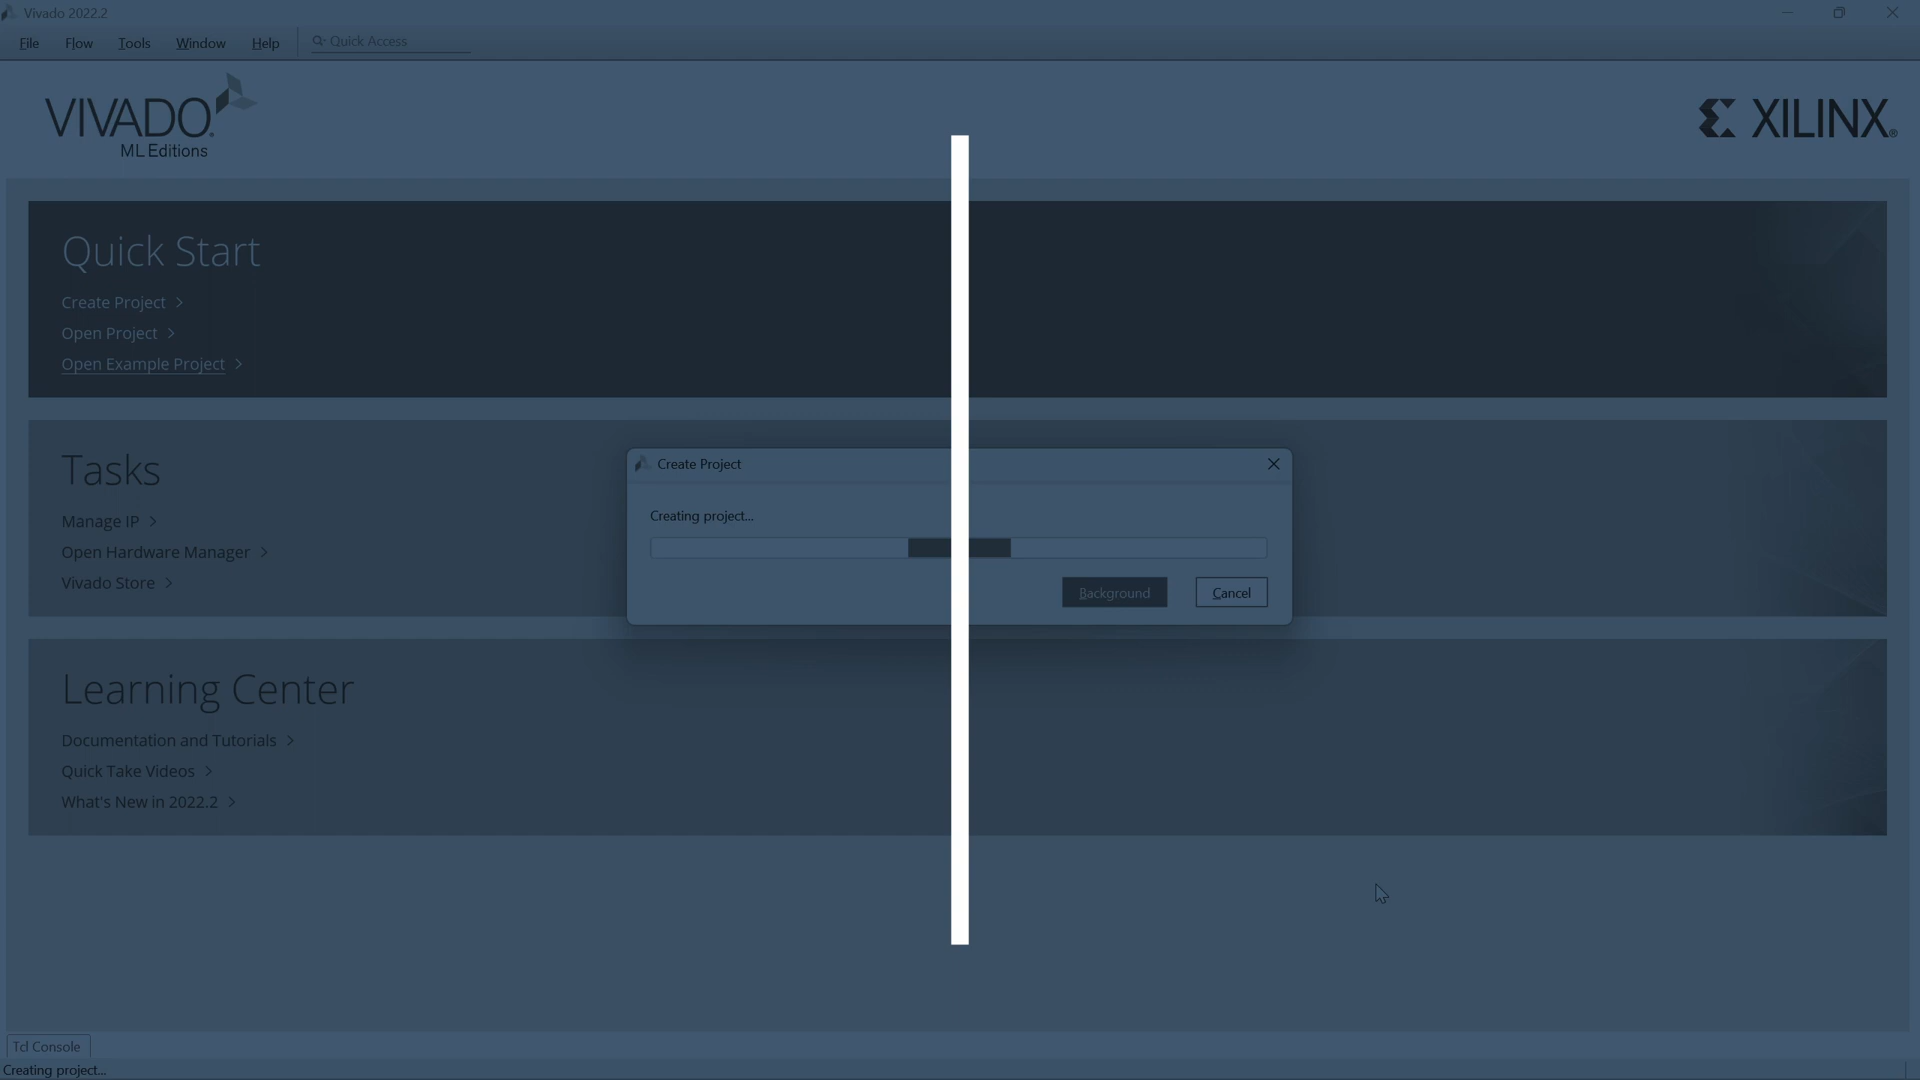 Vivado 2022.2
File Flow Tools Window Help Quick Access
VIVADO
ML Editions
XILINX
Quick Start
Create Project
Open Project
Open Example Project
Tasks
Manage IP
Open Hardware Manager
Vivado Store
Create Project
Creating project...
Background Cancel
Learning Center
Documentation and Tutorials
Quick Take Videos
What's New in 2022.2
Tcl Console
Creating project...